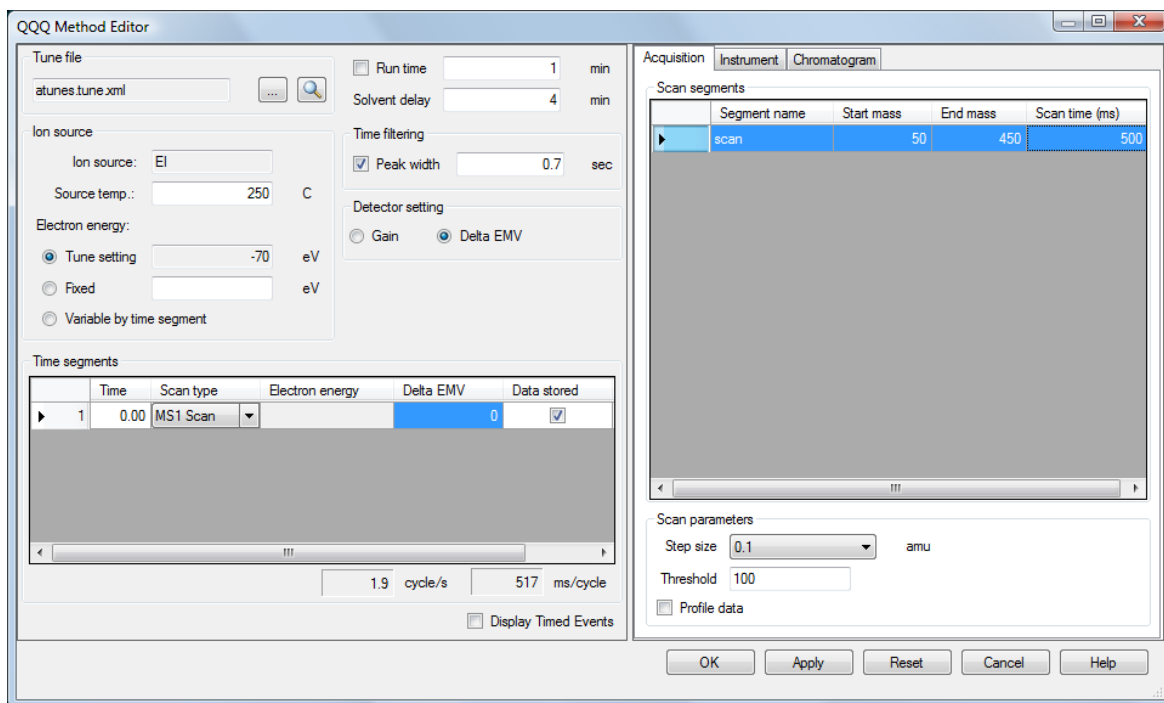 QQQ Method Editor
Tune file
atunes.tune.xml
...
Run time 1 min
Solvent delay 4 min
Ion source
Ion source: EI
Source temp.: 250 C
Electron energy:
Tune setting -70 eV
Fixed eV
Variable by time segment
Time filtering
Peak width 0.7 sec
Detector setting
Gain Delta EMV
Time segments
Time Scan type Electron energy Delta EMV Data stored
1 0.00 MS1 Scan 0
1.9 cycle/s 517 ms/cycle
Display Timed Events
Acquisition Instrument Chromatogram
Scan segments
Segment name Start mass End mass Scan time (ms)
scan 50 450 500
Scan parameters
Step size 0.1 amu
Threshold 100
Profile data
OK Apply Reset Cancel Help